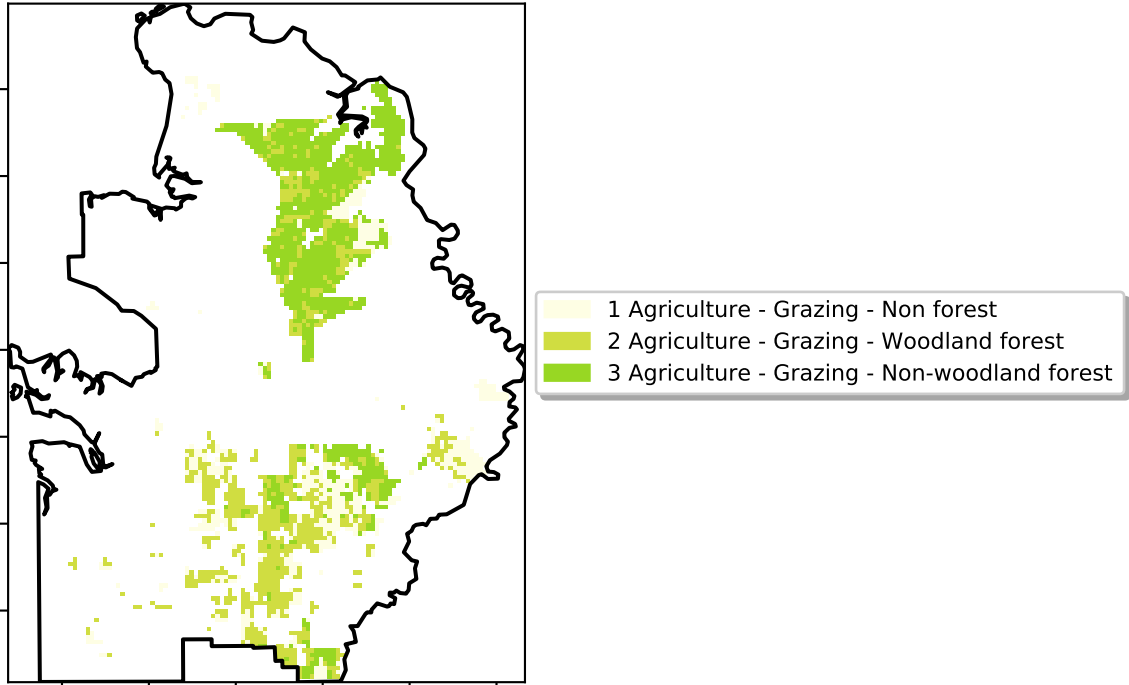 1 Agriculture - Grazing - Non forest
2 Agriculture - Grazing - Woodland forest
3 Agriculture - Grazing - Non-woodland forest